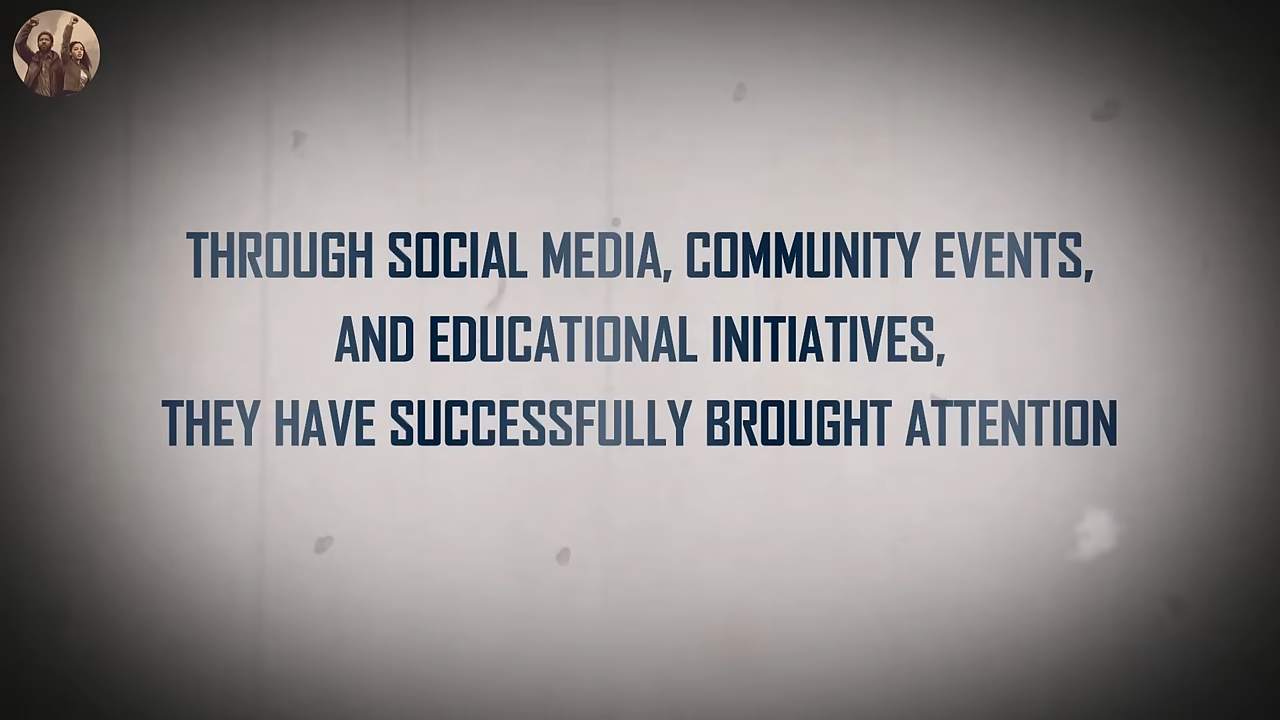 THROUGH SOCIAL MEDIA, COMMUNITY EVENTS,
AND EDUCATIONAL INITIATIVES,
THEY HAVE SUCCESSFULLY BROUGHT ATTENTION